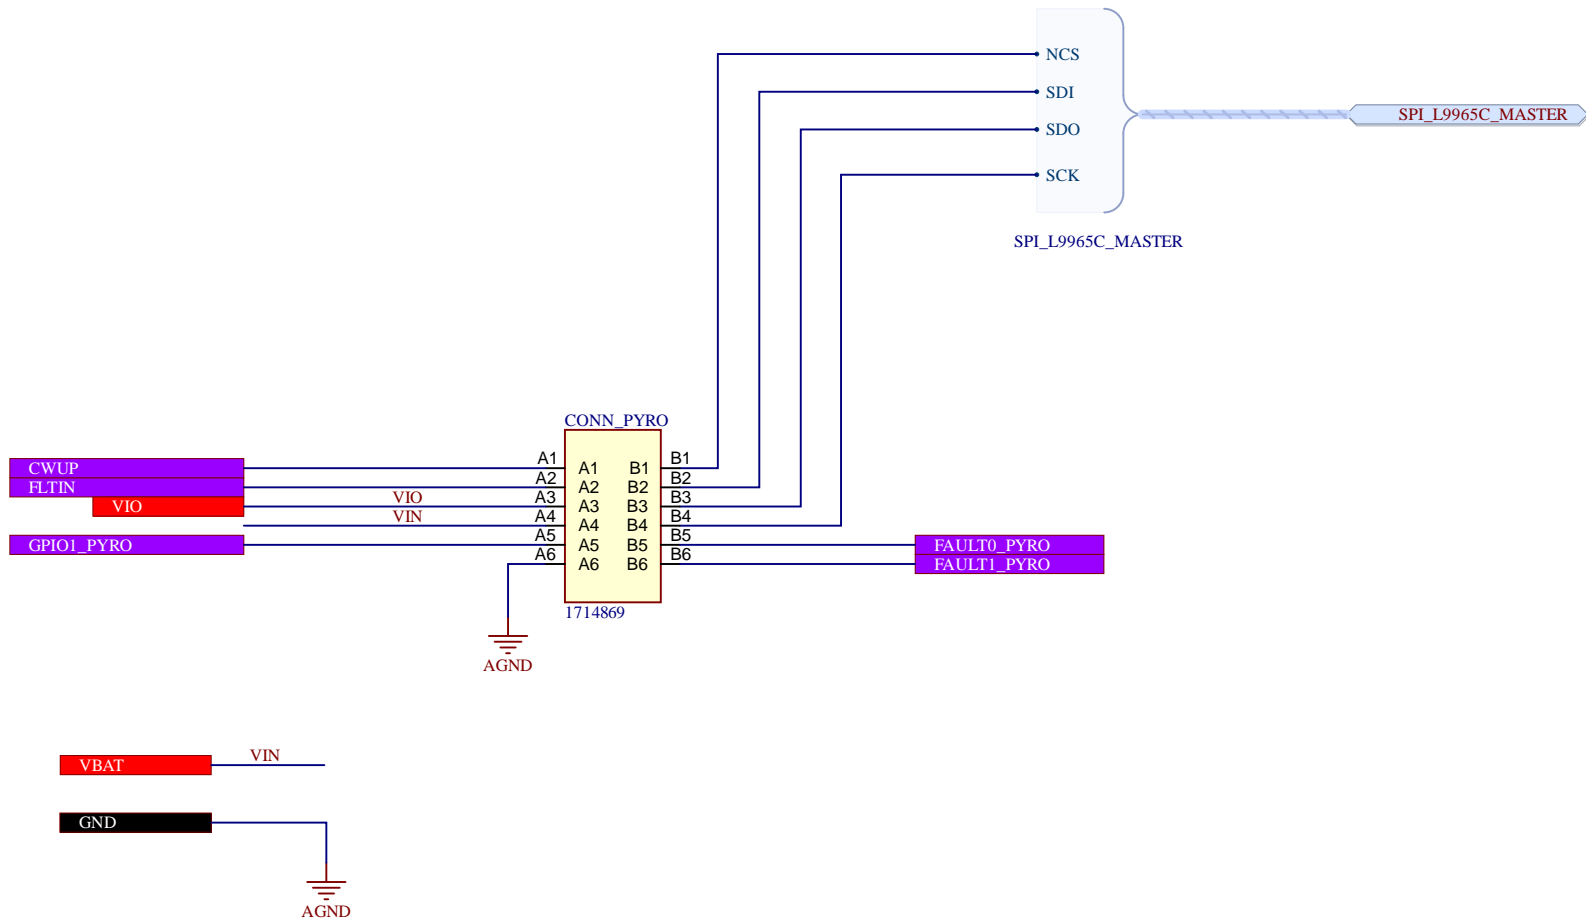 NCS
SDI
SDO
SCK
SPI_L9965C_MASTER
SPI_L9965C_MASTER
CONN_PYRO
CWUP A1 A1 B1 B1
FLTIN A2 A2 B2 B2
VIO VIO A3 A3 B3 B3
VIN A4 A4 B4 B4
GPIO1_PYRO A5 A5 B5 B5 FAULT0_PYRO
A6 A6 B6 B6 FAULT1_PYRO
1714869
AGND
VBAT VIN
GND
AGND